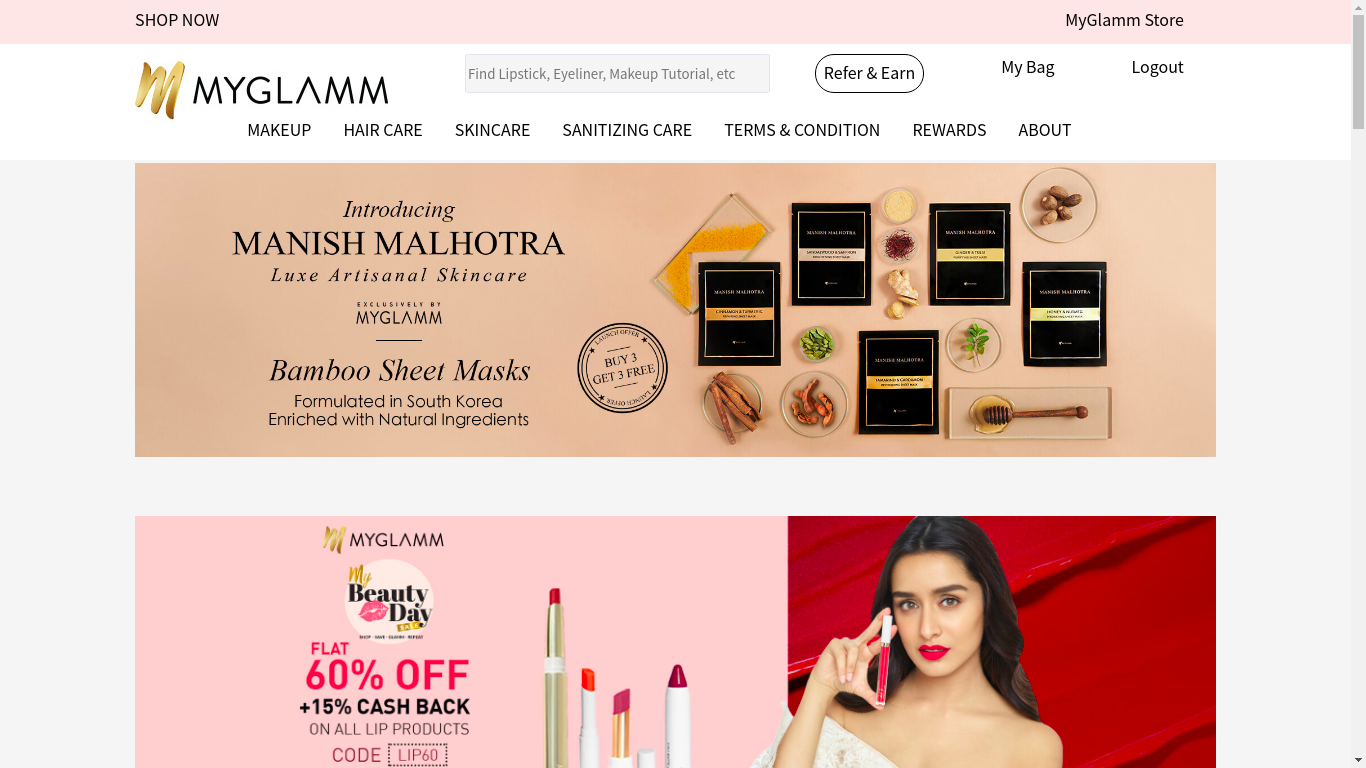 SHOP NOW
MyGlamm Store
MYGLAMM
Find Lipstick, Eyeliner, Makeup Tutorial, etc
Refer & Earn
My Bag
Logout
MAKEUP
HAIR CARE
SKINCARE
SANITIZING CARE
TERMS & CONDITION
REWARDS
ABOUT
Introducing
MANISH MALHOTRA
Luxe Artisanal Skincare
EXCLUSIVELY BY
MYGLAMM
Bamboo Sheet Masks
Formulated in South Korea
Enriched with Natural Ingredients
LAUNCH OFFER
BUY 3
GET 3 FREE
LAUNCH OFFER
MANISH MALHOTRA
SANDALWOOD & SAFFRON
MANISH MALHOTRA
GINGER & TULSI
MANISH MALHOTRA
CINNAMON & TURMERIC
MANISH MALHOTRA
HONEY & NUTMEG
MANISH MALHOTRA
TAMARIND & CARDAMOM
MYGLAMM
My
Beauty
Day
SALE
SHOP · SAVE · GLAMM · REPEAT
FLAT
60% OFF
+15% CASH BACK
ON ALL LIP PRODUCTS
CODE LIP60